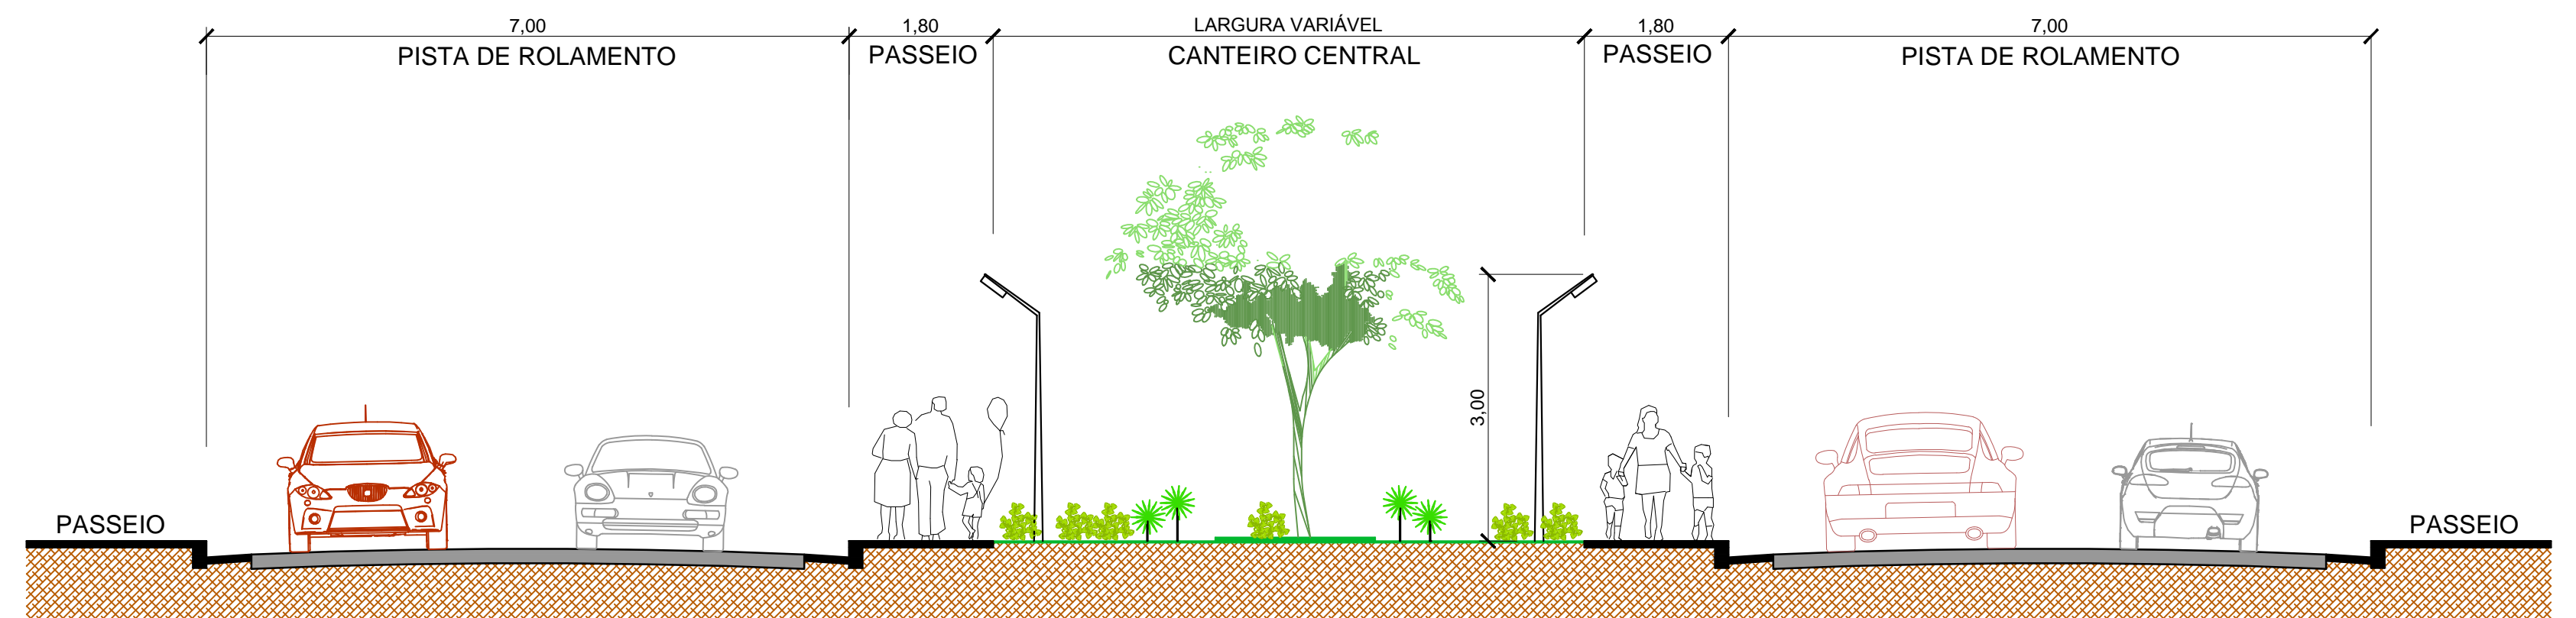 7,00
PISTA DE ROLAMENTO
1,80
PASSEIO
LARGURA VARIÁVEL
CANTEIRO CENTRAL
1,80
PASSEIO
7,00
PISTA DE ROLAMENTO
3,00
PASSEIO
PASSEIO